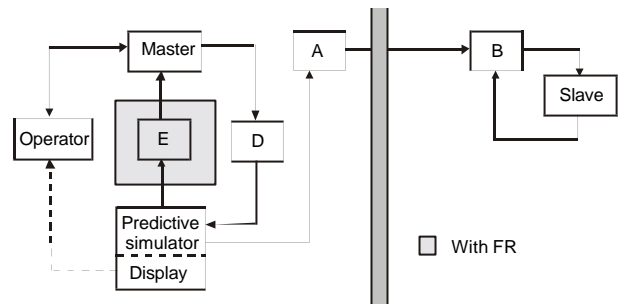 Master
A
B
Slave
Operator
E
D
Predictive
simulator
Display
With FR